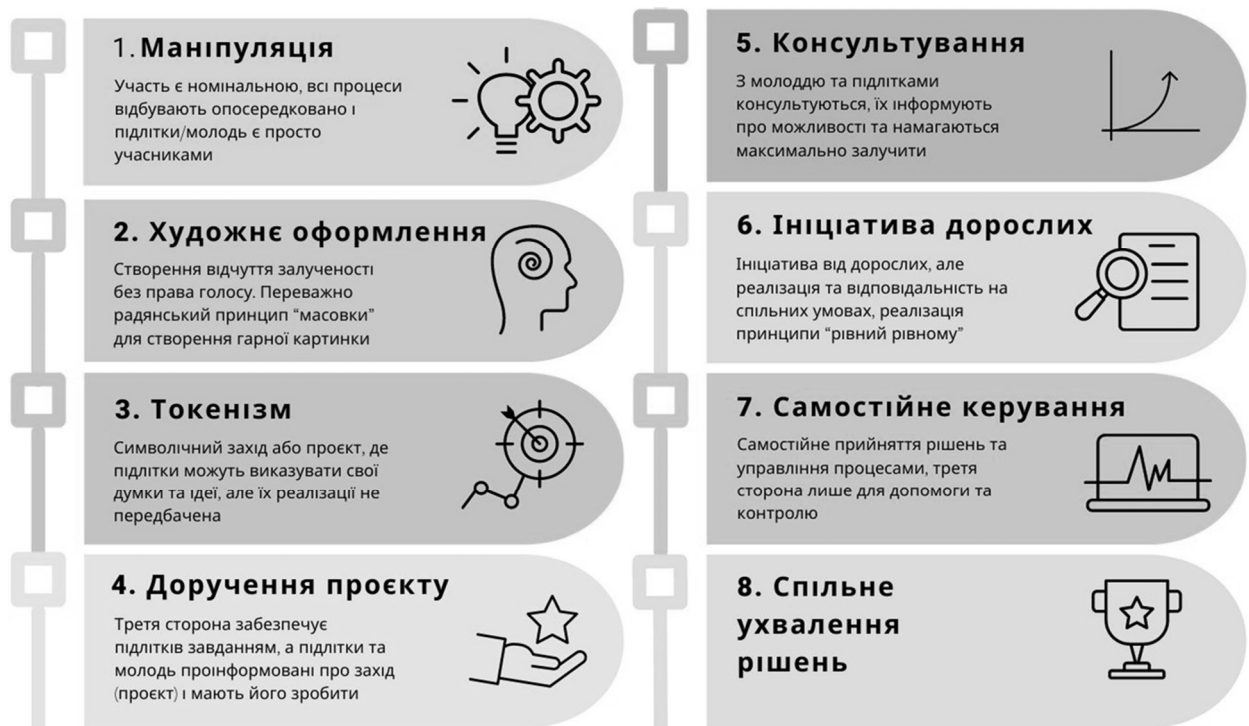 1. Маніпуляція
Участь є номінальною, всі процеси
відбувають опосередковано і
підлітки/молодь є просто
учасниками
2. Художнє оформлення
Створення відчуття залученості
без права голосу. Переважно
радянський принцип “масовки”
для створення гарної картинки
3. Токенізм
Символічний захід або проєкт, де
підлітки можуть виказувати свої
думки та ідеї, але їх реалізації не
передбачена
4. Доручення проєкту
Третя сторона забезпечує
підлітків завданням, а підлітки та
молодь проінформовані про захід
(проєкт) і мають його зробити
5. Консультування
З молоддю та підлітками
консультуються, їх інформують
про можливості та намагаються
максимально залучити
6. Ініціатива дорослих
Ініціатива від дорослих, але
реалізація та відповідальність на
спільних умовах, реалізація
принципи “рівний рівному”
7. Самостійне керування
Самостійне прийняття рішень та
управління процесами, третя
сторона лише для допомоги та
контролю
8. Спільне
ухвалення
рішень